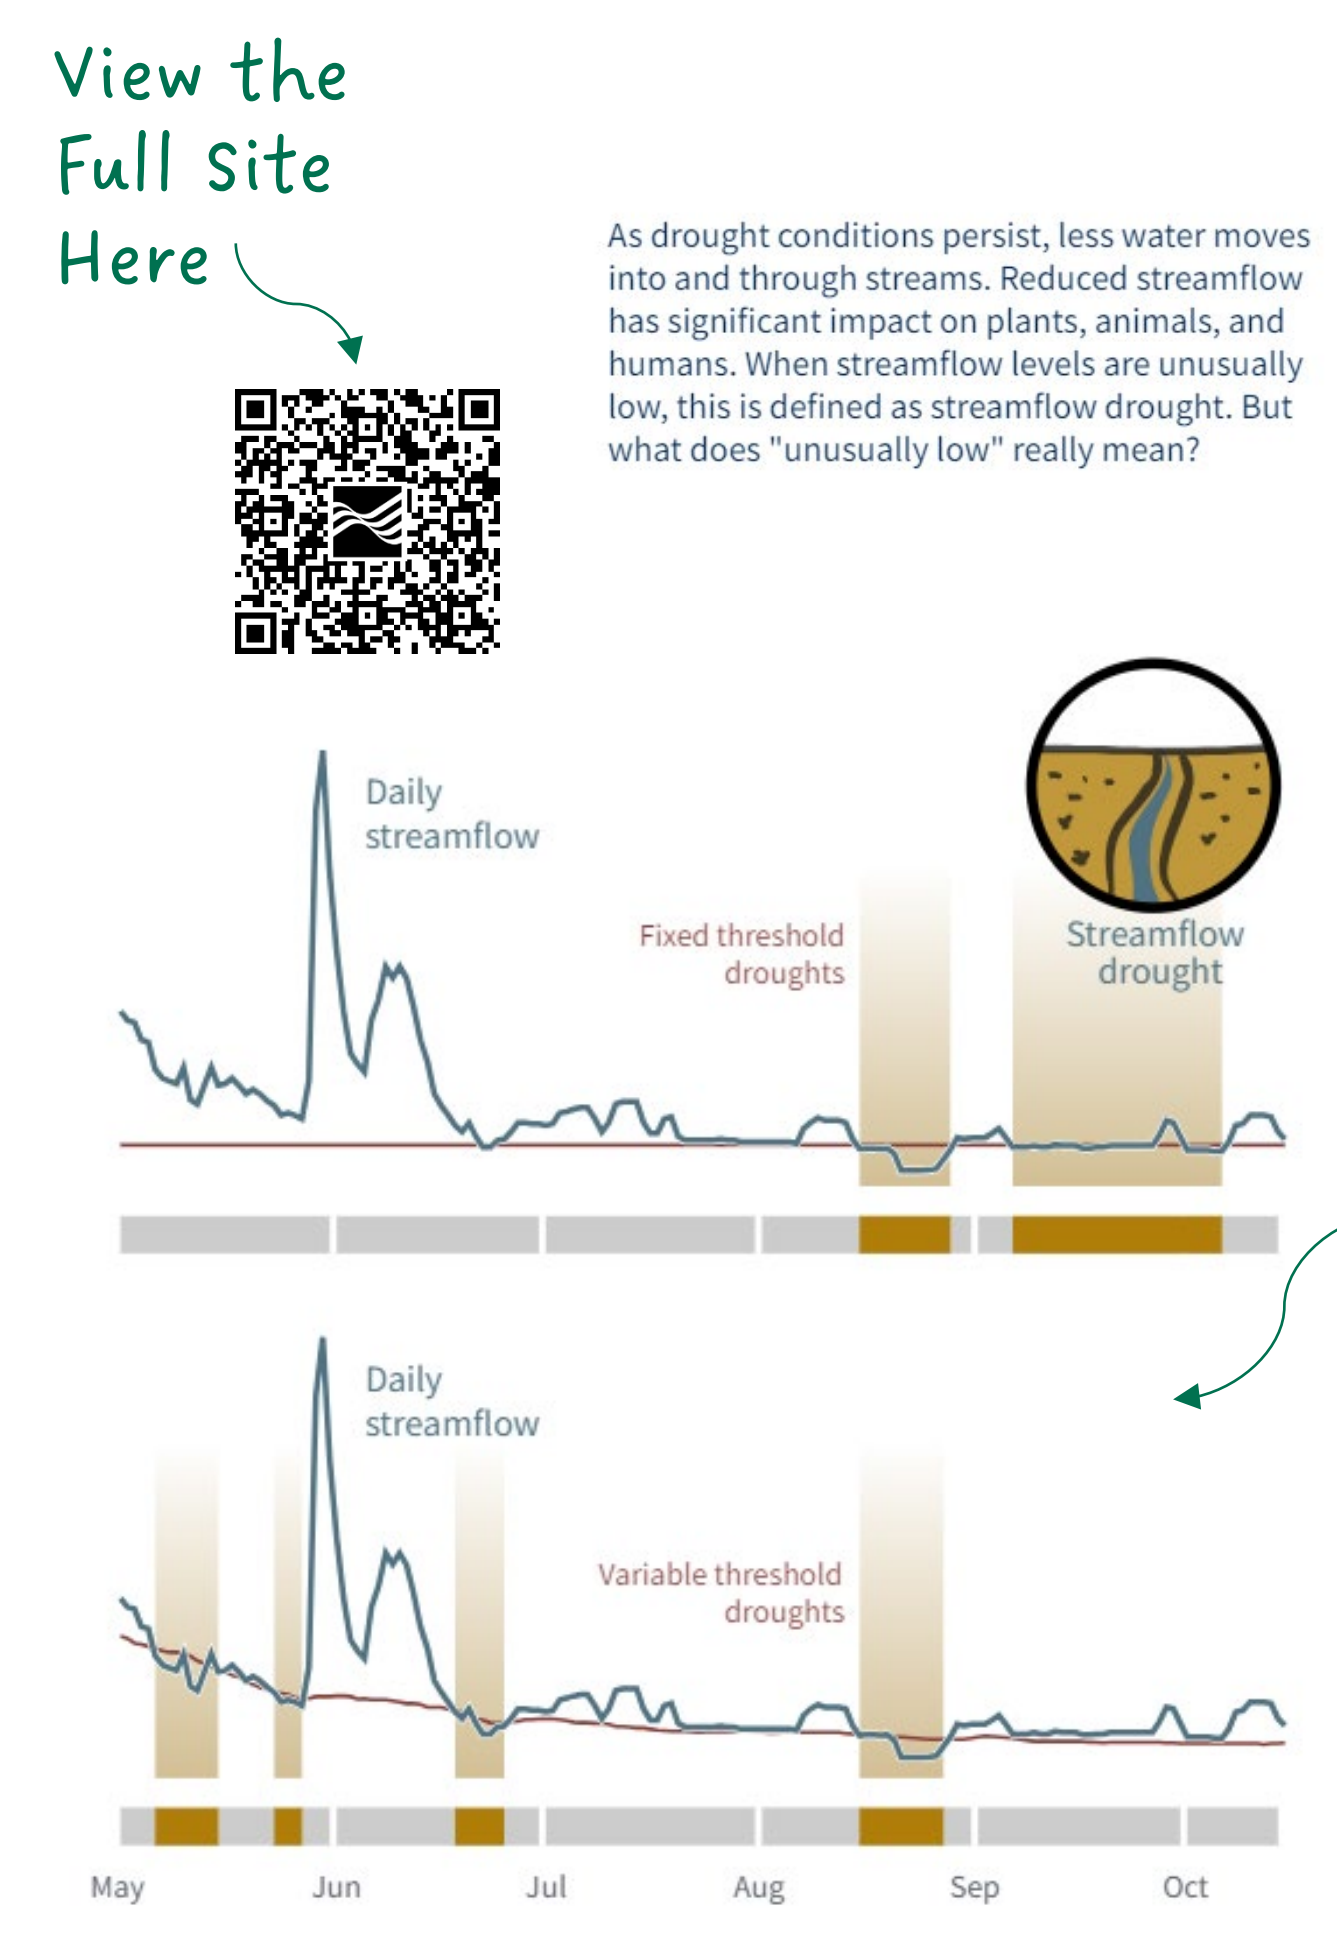 View the
Full Site
Here
As drought conditions persist, less water moves
into and through streams. Reduced streamflow
has significant impact on plants, animals, and
humans. When streamflow levels are unusually
low, this is defined as streamflow drought. But
what does "unusually low" really mean?
Daily
streamflow
Fixed threshold
droughts
Streamflow
drought
Daily
streamflow
Variable threshold
droughts
May Jun Jul Aug Sep Oct